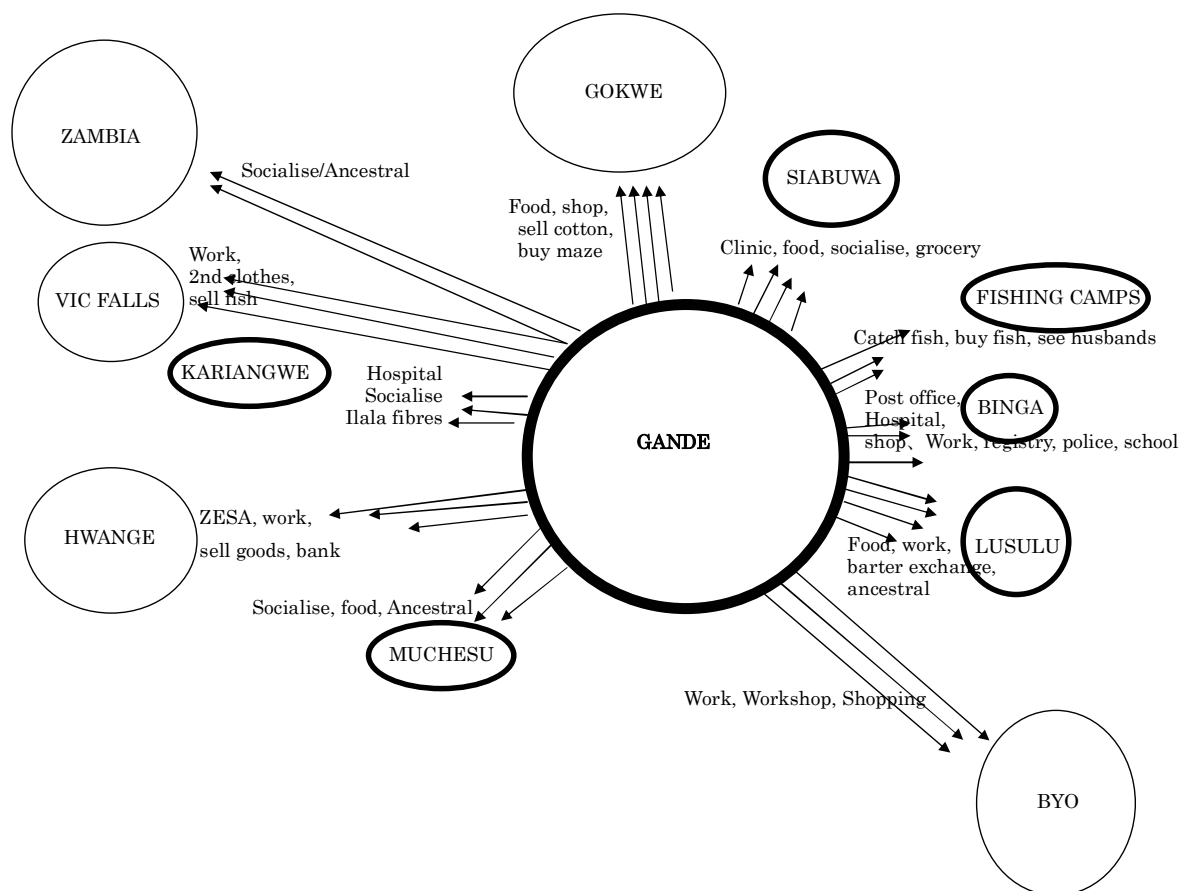 GOKWE
ZAMBIA
Socialise/Ancestral
SIABUWA
Food, shop,
sell cotton,
buy maze
Clinic, food, socialise, grocery
Work,
2nd clothes,
sell fish
VIC FALLS
FISHING CAMPS
Catch fish, buy fish, see husbands
KARIANGWE
Hospital
Socialise
Ilala fibres
Post office,
Hospital,
shop、Work, registry, police, school
BINGA
GANDE
HWANGE
ZESA, work,
sell goods, bank
Food, work,
barter exchange,
ancestral
LUSULU
Socialise, food, Ancestral
MUCHESU
Work, Workshop, Shopping
BYO